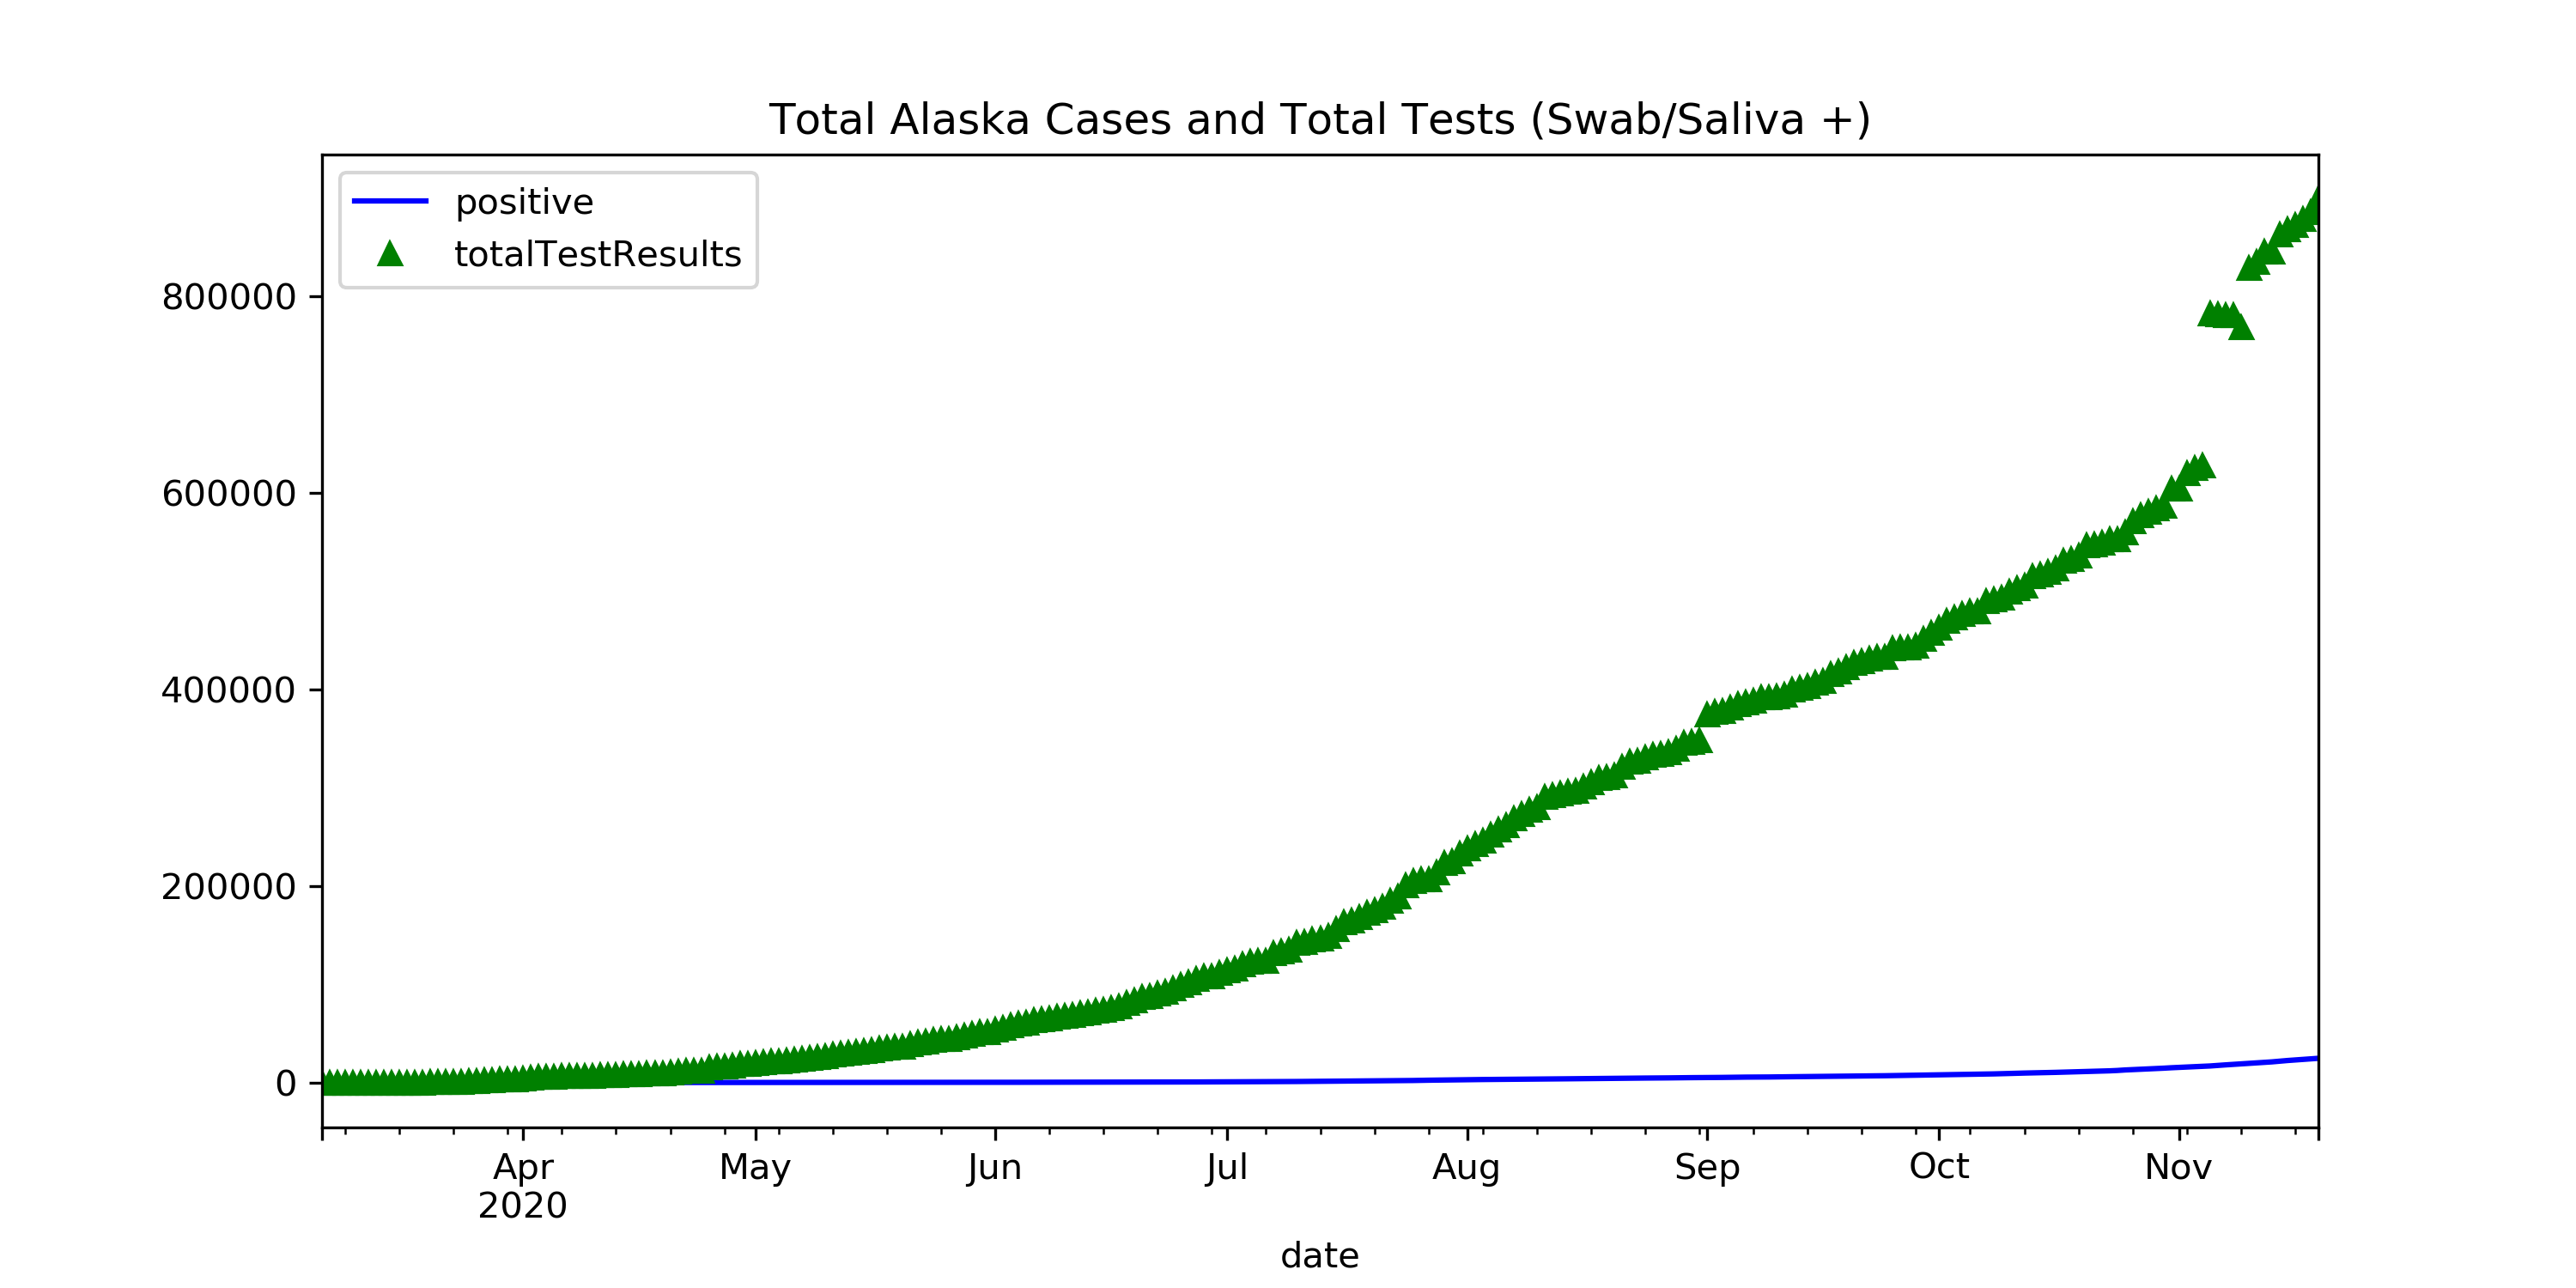 Total Alaska Cases and Total Tests (Swab/Saliva +)
positive
totalTestResults
800000
600000
400000
200000
0
Apr May Jun Jul Aug Sep Oct Nov
2020
date